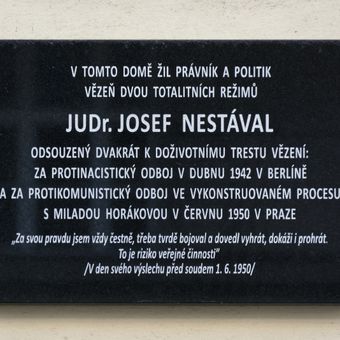 V TOMTO DOMĚ ŽIL PRÁVNÍK A POLITIK
VĚZEŇ DVOU TOTALITNÍCH REŽIMŮ
JUDr. JOSEF NESTÁVAL
ODSOUZENÝ DVAKRÁT K DOŽIVOTNÍMU TRESTU VĚZENÍ:
ZA PROTINACISTICKÝ ODBOJ V DUBNU 1942 V BERLÍNĚ
A ZA PROTIKOMUNISTICKÝ ODBOJ VE VYKONSTRUOVANÉM PROCESU
S MILADOU HORÁKOVOU V ČERVNU 1950 V PRAZE
„Za svou pravdu jsem vždy čestně, třeba tvrdě bojoval a dovedl vyhrát, dokáži i prohrát.
To je riziko veřejné činnosti"
/V den svého výslechu před soudem 1. 6. 1950/